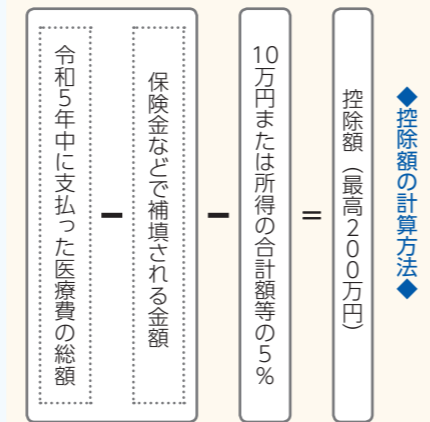 ◆控除額の計算方法◆
令和5年中に支払った医療費の総額
－
保険金などで補填される金額
－
10万円または所得の合計額等の5%
＝
控除額（最高200万円）